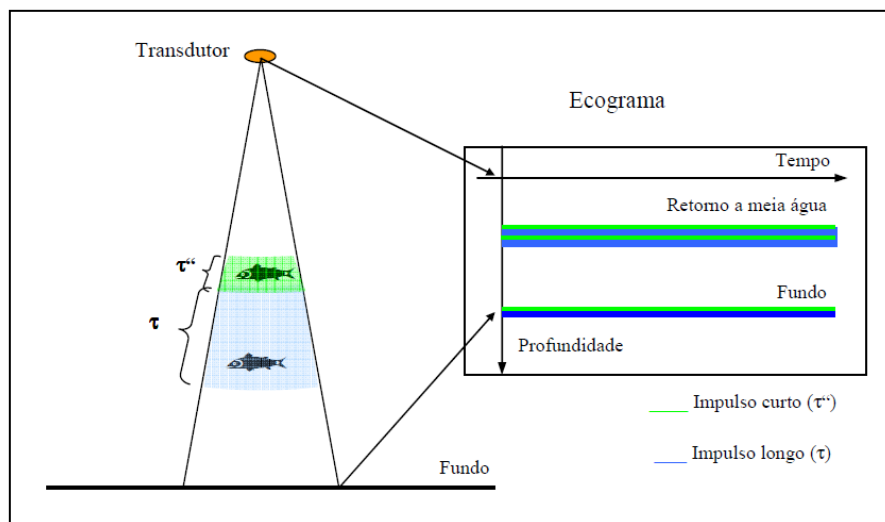 Transdutor
Ecograma
Tempo
Retorno a meia água
τ“
Fundo
τ
Profundidade
Impulso curto (τ“)
Impulso longo (τ)
Fundo